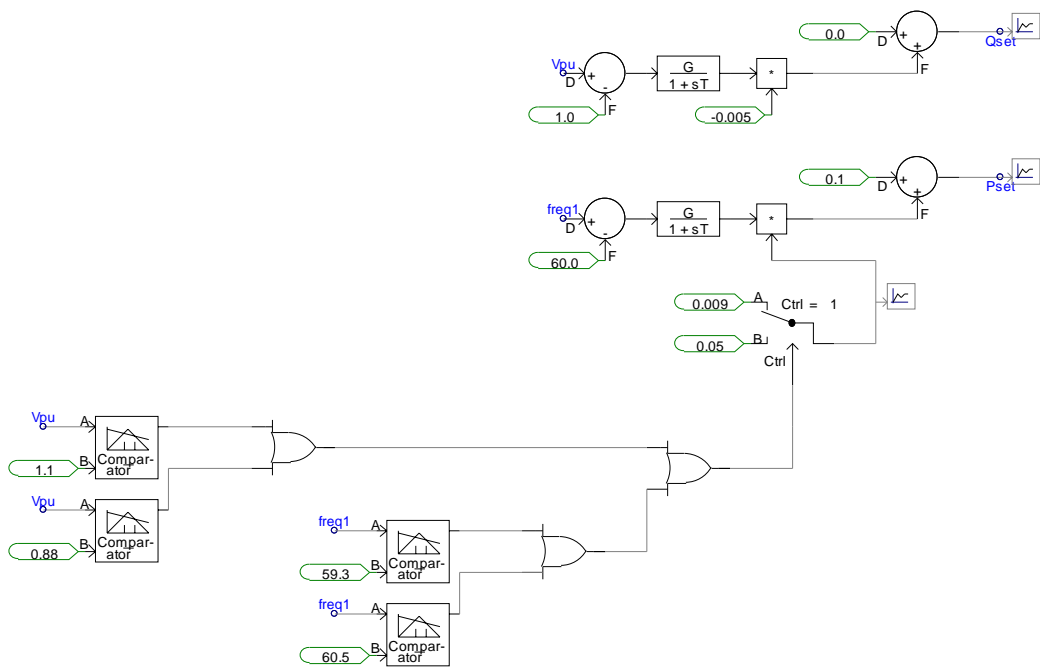 0.0
D
+
+
F
Qset
Vpu
D
+
-
F
1.0
G
1 + sT
*
-0.005
0.1
D
+
+
F
Pset
freq1
D
+
-
F
60.0
G
1 + sT
*
0.009
A
Ctrl = 1
0.05
B
Ctrl
Vpu
A
1.1
B
Compar-
ator
Vpu
A
0.88
B
Compar-
ator
freq1
A
59.3
B
Compar-
ator
freq1
A
60.5
B
Compar-
ator